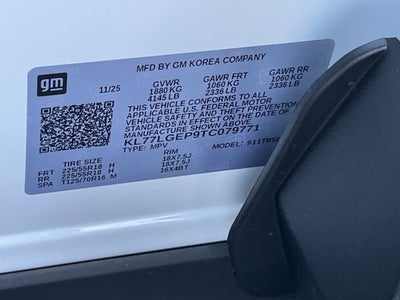 gm
MFD BY GM KOREA COMPANY
11/25 GVWR GAWR FRT GAWR RR
1880 KG 1060 KG 1060 KG
4145 LB 2336 LB 2336 LB
THIS VEHICLE CONFORMS TO ALL
APPLICABLE U.S. FEDERAL MOTOR
VEHICLE SAFETY AND THEFT PREVENTION
STANDARDS IN EFFECT ON THE DATE OF
MANUFACTURE SHOWN ABOVE.
KL77LGEP9TC079771
TYPE: MPV MODEL:
TIRE SIZE RIM
FRT 225/55R18 H 18X7.5J
RR 225/55R18 H 18X7.5J
SPA T125/70R16 M 16X4BT